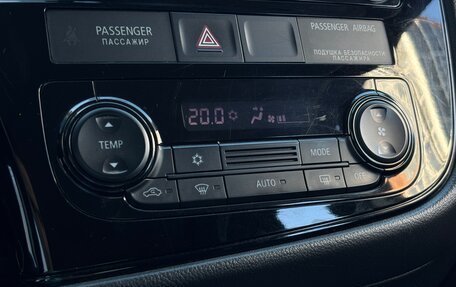 PASSENGER
ПАССАЖИР
PASSENGER AIRBAG
ПОДУШКА БЕЗОПАСНОСТИ
ПАССАЖИРА
20.0
TEMP
MODE
AUTO
OFF